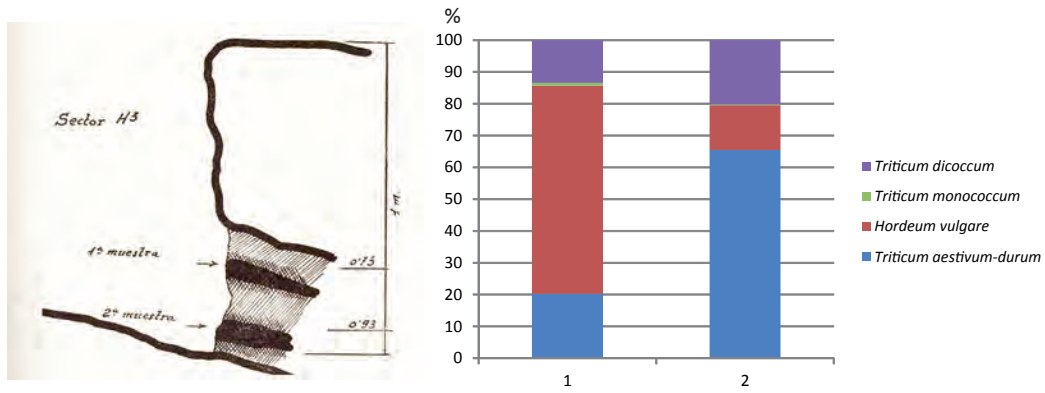 Sector H3
1ª muestra
2ª muestra
0'73
0'93
1 m.
%
100
90
80
70
60
50
40
30
20
10
0
1
2
Triticum dicoccum
Triticum monococcum
Hordeum vulgare
Triticum aestivum-durum